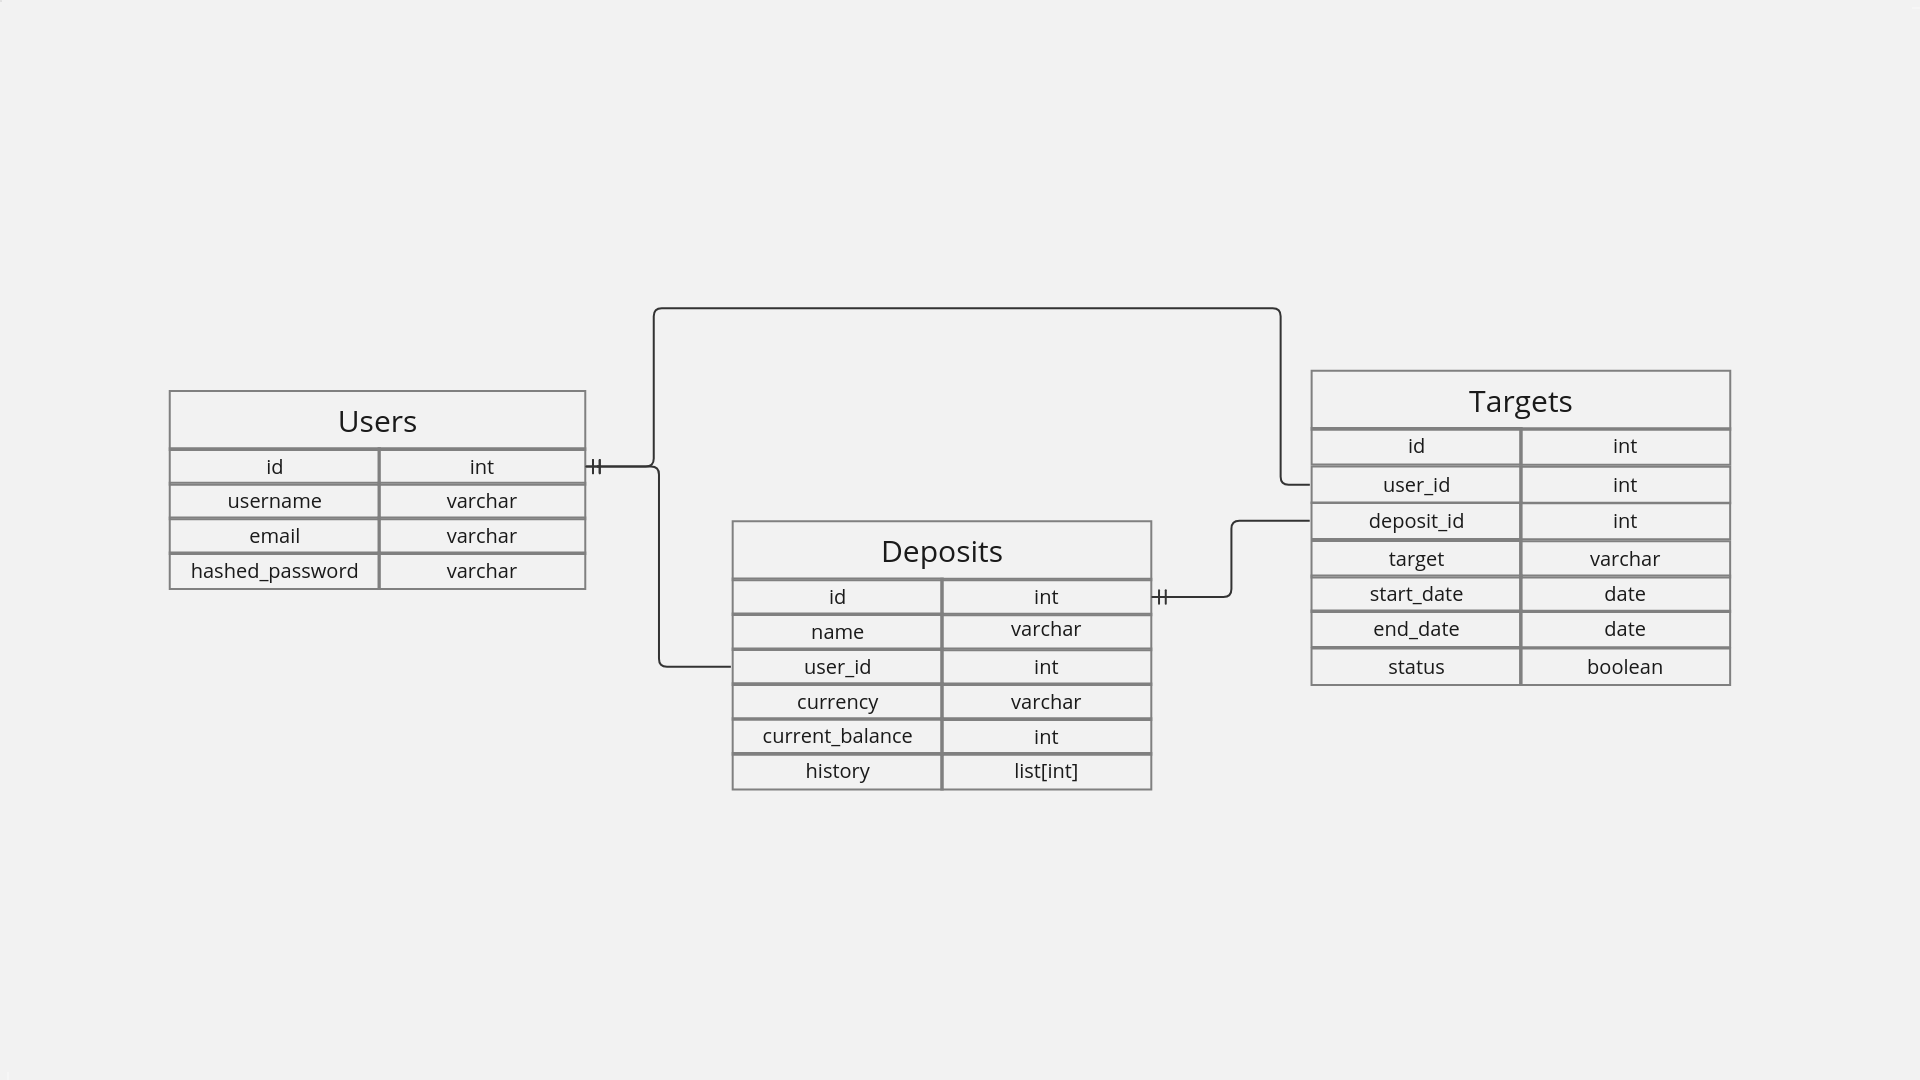 Users
id int
username varchar
email varchar
hashed_password varchar
Deposits
id int
name varchar
user_id int
currency varchar
current_balance int
history list[int]
Targets
id int
user_id int
deposit_id int
target varchar
start_date date
end_date date
status boolean